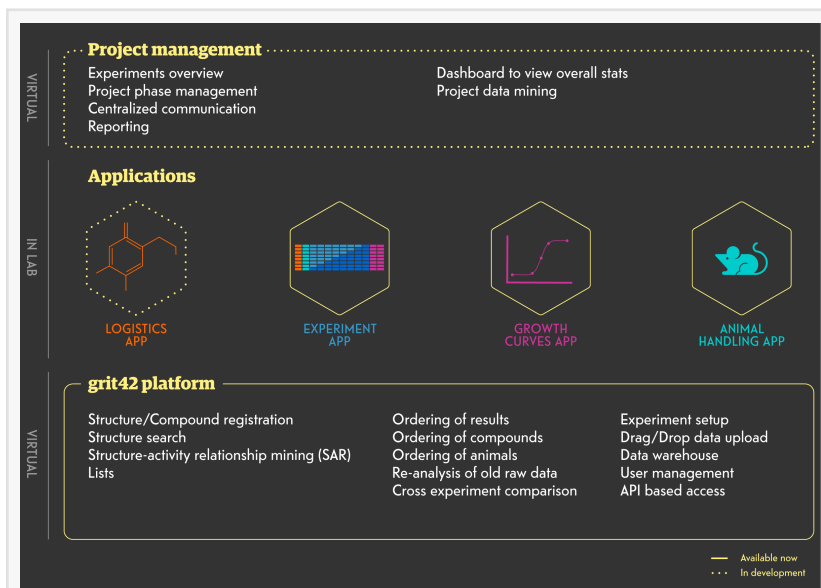 VIRTUAL
Project management
Experiments overview
Project phase management
Centralized communication
Reporting
Dashboard to view overall stats
Project data mining
IN LAB
Applications
LOGISTICS
APP
EXPERIMENT
APP
GROWTH
CURVES APP
ANIMAL
HANDLING APP
VIRTUAL
grit42 platform
Structure/Compound registration
Structure search
Structure-activity relationship mining (SAR)
Lists
Ordering of results
Ordering of compounds
Ordering of animals
Re-analysis of old raw data
Cross experiment comparison
Experiment setup
Drag/Drop data upload
Data warehouse
User management
API based access
Available now
In development